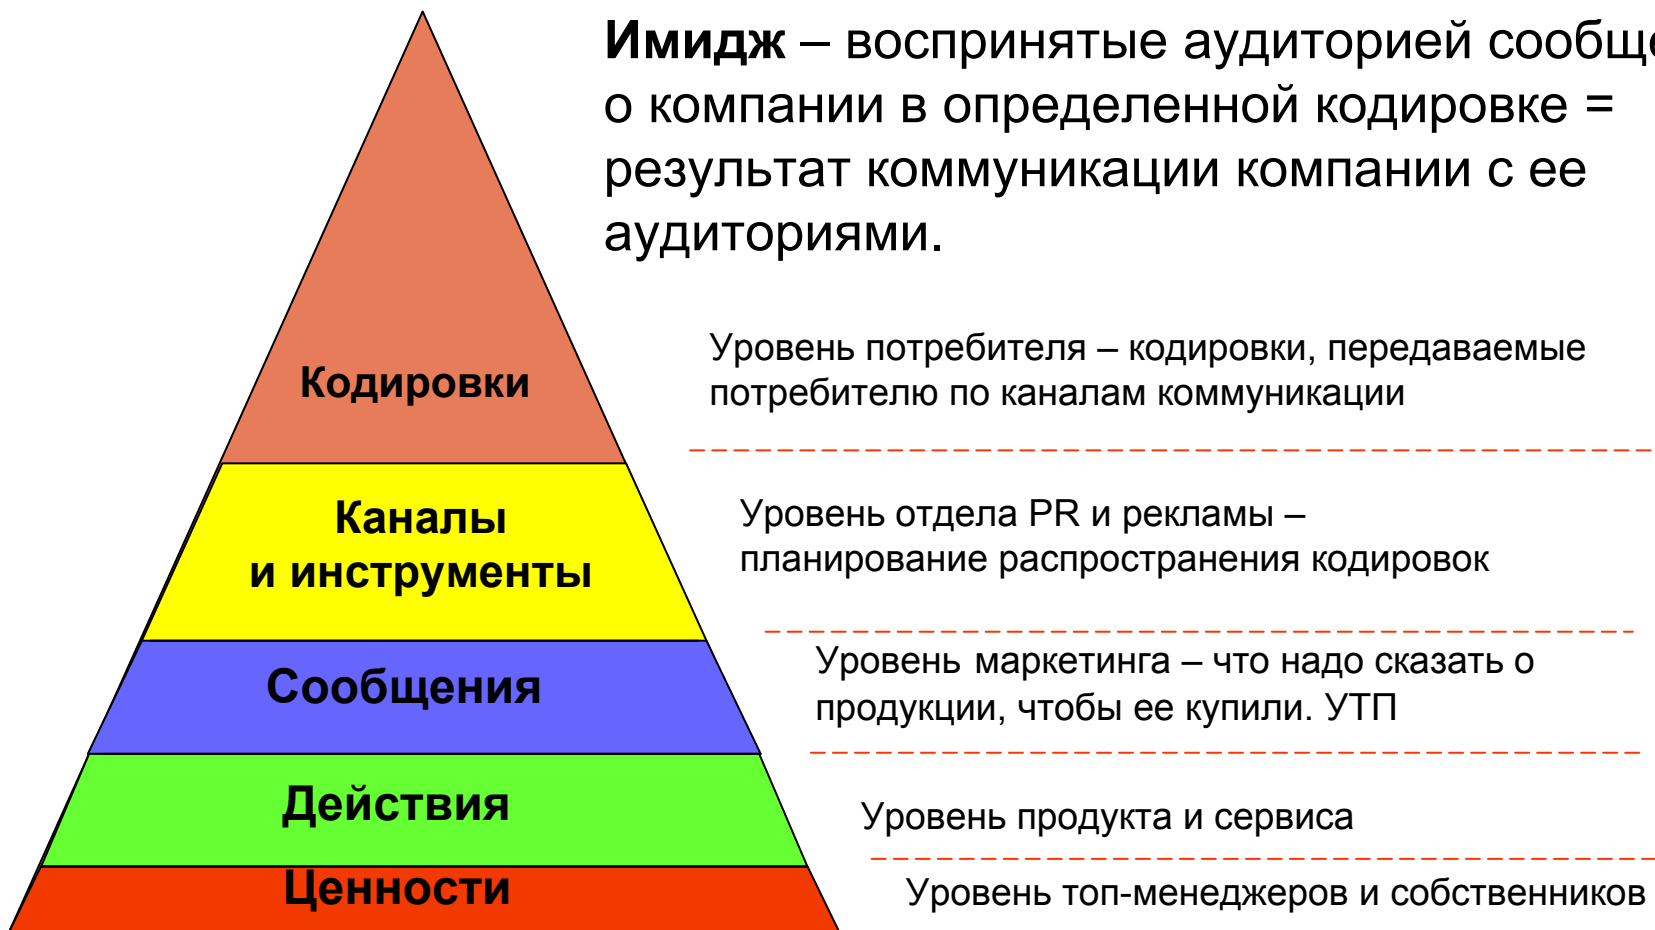 Имидж – воспринятые аудиторией
о компании в определенной кодировке =
результат коммуникации компании с ее
аудиториями.
Кодировки
Уровень потребителя – кодировки, передаваемые
потребителю по каналам коммуникации
Каналы
и инструменты
Уровень отдела PR и рекламы –
планирование распространения кодировок
Сообщения
Уровень маркетинга – что надо сказать о
продукции, чтобы ее купили. УТП
Действия
Уровень продукта и сервиса
Ценности
Уровень топ-менеджеров и собственников